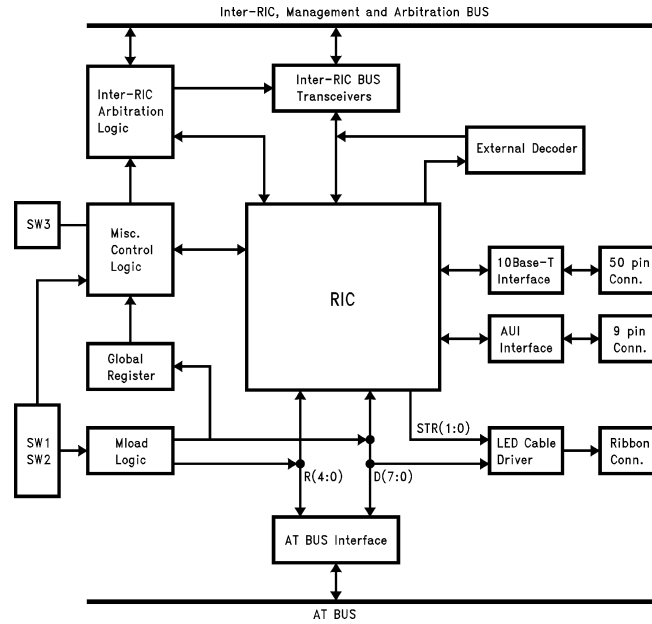 Inter-RIC, Management and Arbitration BUS
Inter-RIC
Arbitration
Logic
Inter-RIC BUS
Transceivers
External Decoder
SW3
Misc.
Control
Logic
RIC
10Base-T
Interface
50 pin
Conn.
AUI
Interface
9 pin
Conn.
Global
Register
SW1
SW2
Mload
Logic
STR(1:0)
LED Cable
Driver
Ribbon
Conn.
R(4:0)
D(7:0)
AT BUS Interface
AT BUS